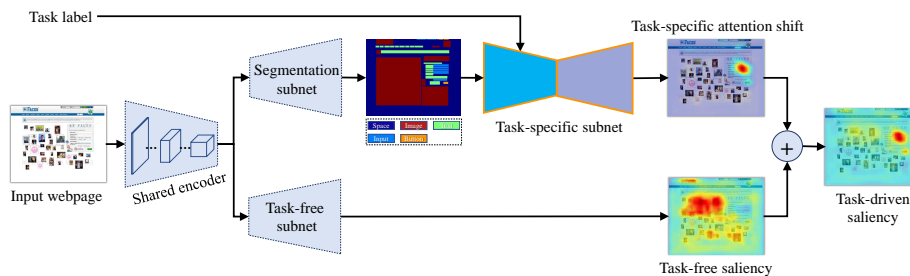 Task label
Task-specific attention shift
Segmentation
subnet
Space
Image
Input
Button
Task-specific subnet
Input webpage
Shared encoder
Task-free
subnet
+
Task-free saliency
Task-driven
saliency